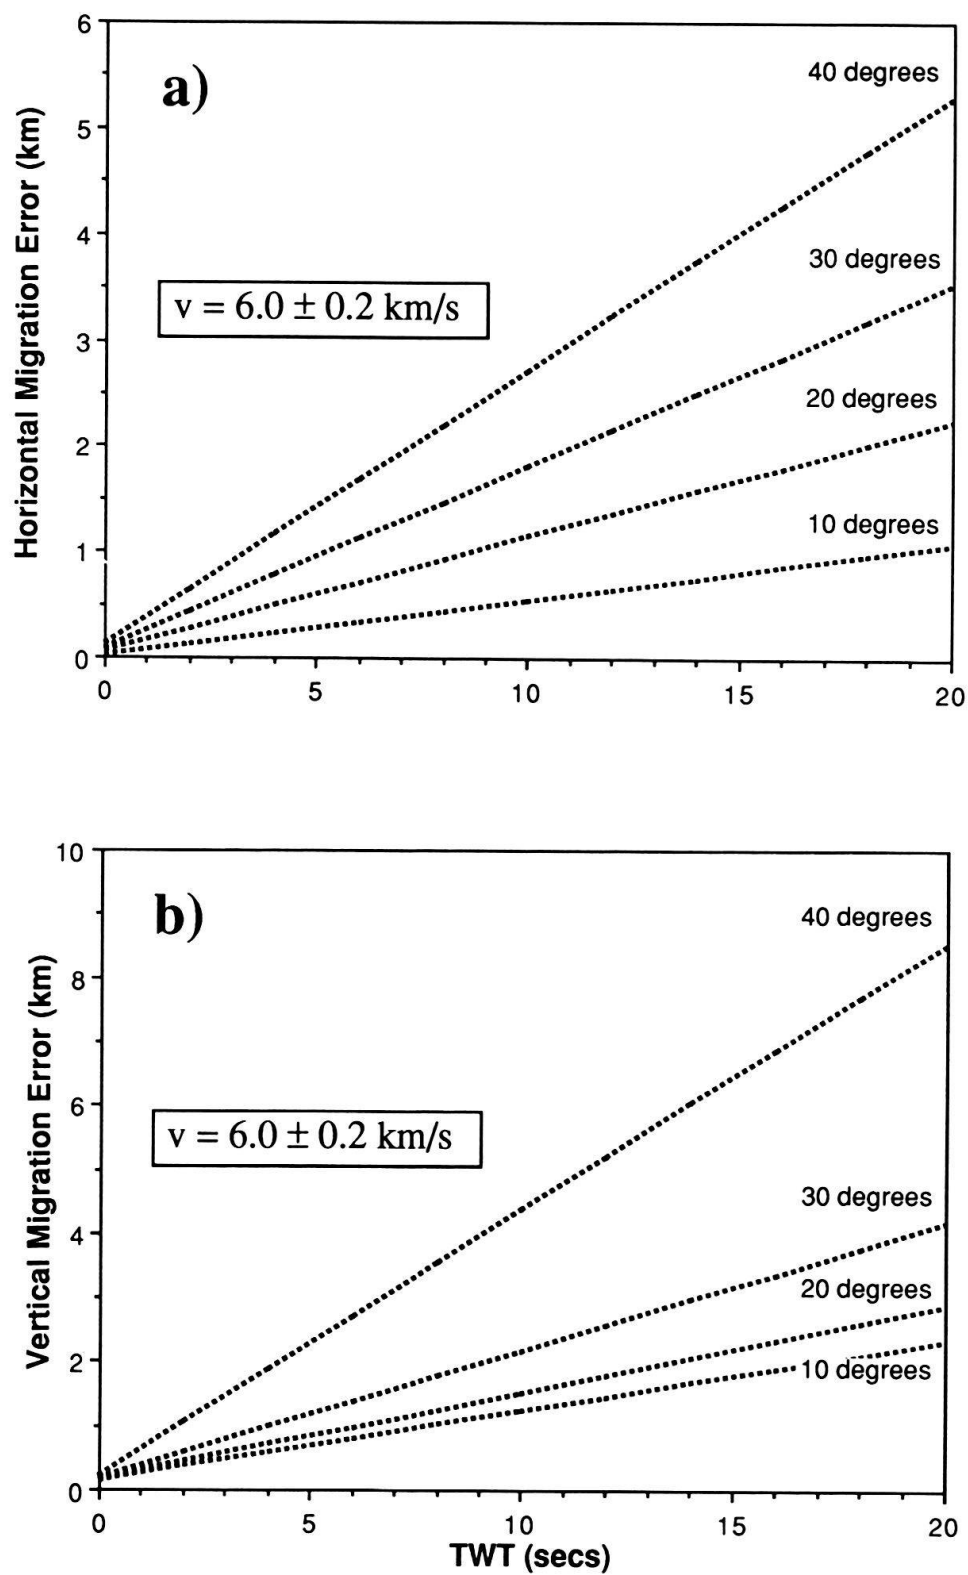 a)
Horizontal Migration Error (km)
6
5
4
3
2
1
0
40 degrees
30 degrees
v = 6.0 ± 0.2 km/s
20 degrees
10 degrees
0 5 10 15 20
b)
Vertical Migration Error (km)
10
8
6
4
2
0
40 degrees
v = 6.0 ± 0.2 km/s
30 degrees
20 degrees
10 degrees
0 5 10 15 20
TWT (secs)